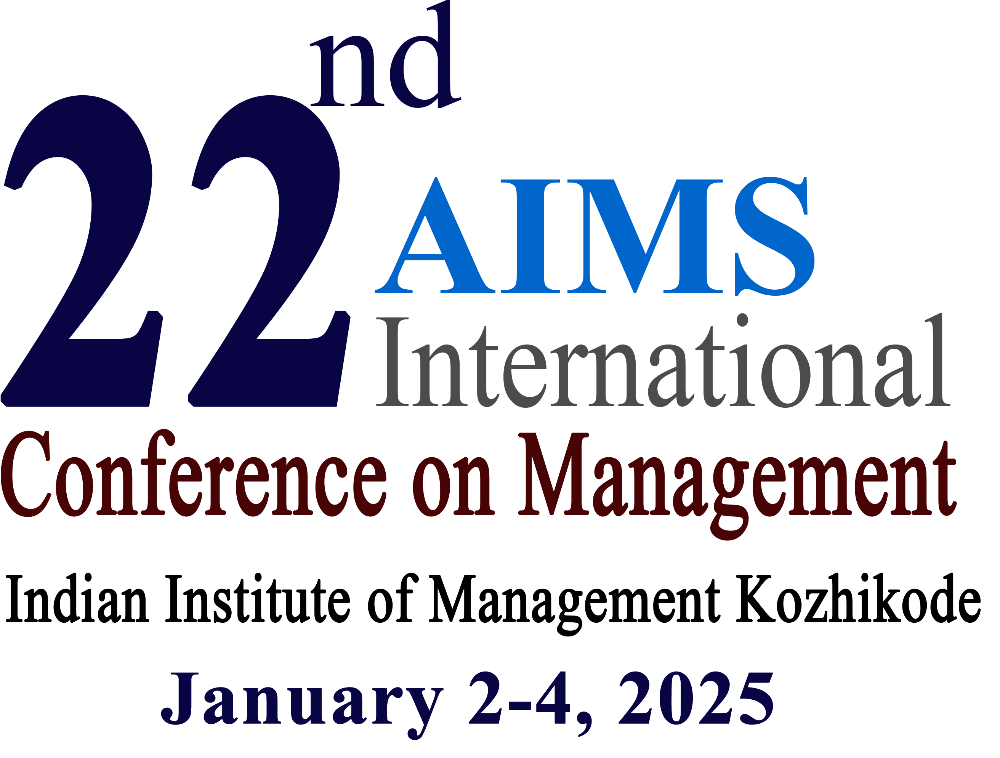 22nd AIMS
International
Conference on Management
Indian Institute of Management Kozhikode
January 2-4, 2025